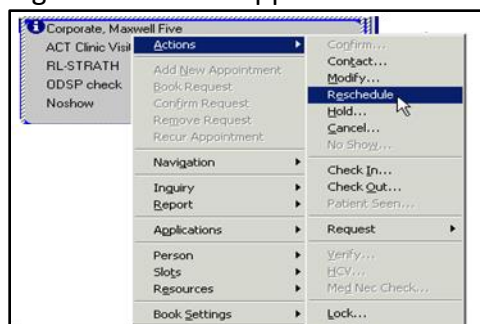 Corporate, Maxwell Five
ACT Clinic Visi
RL-STRATH
ODSP check
Noshow
Actions
Add New Appointment
Book Request
Confirm Request
Remove Request
Recur Appointment
Navigation
Inquiry
Report
Applications
Person
Slots
Resources
Book Settings
Confirm...
Contact...
Modify...
Reschedule
Hold...
Cancel...
No Show...
Check In...
Check Out...
Patient Seen...
Request
Verify...
HCV...
Med Nec Check...
Lock...